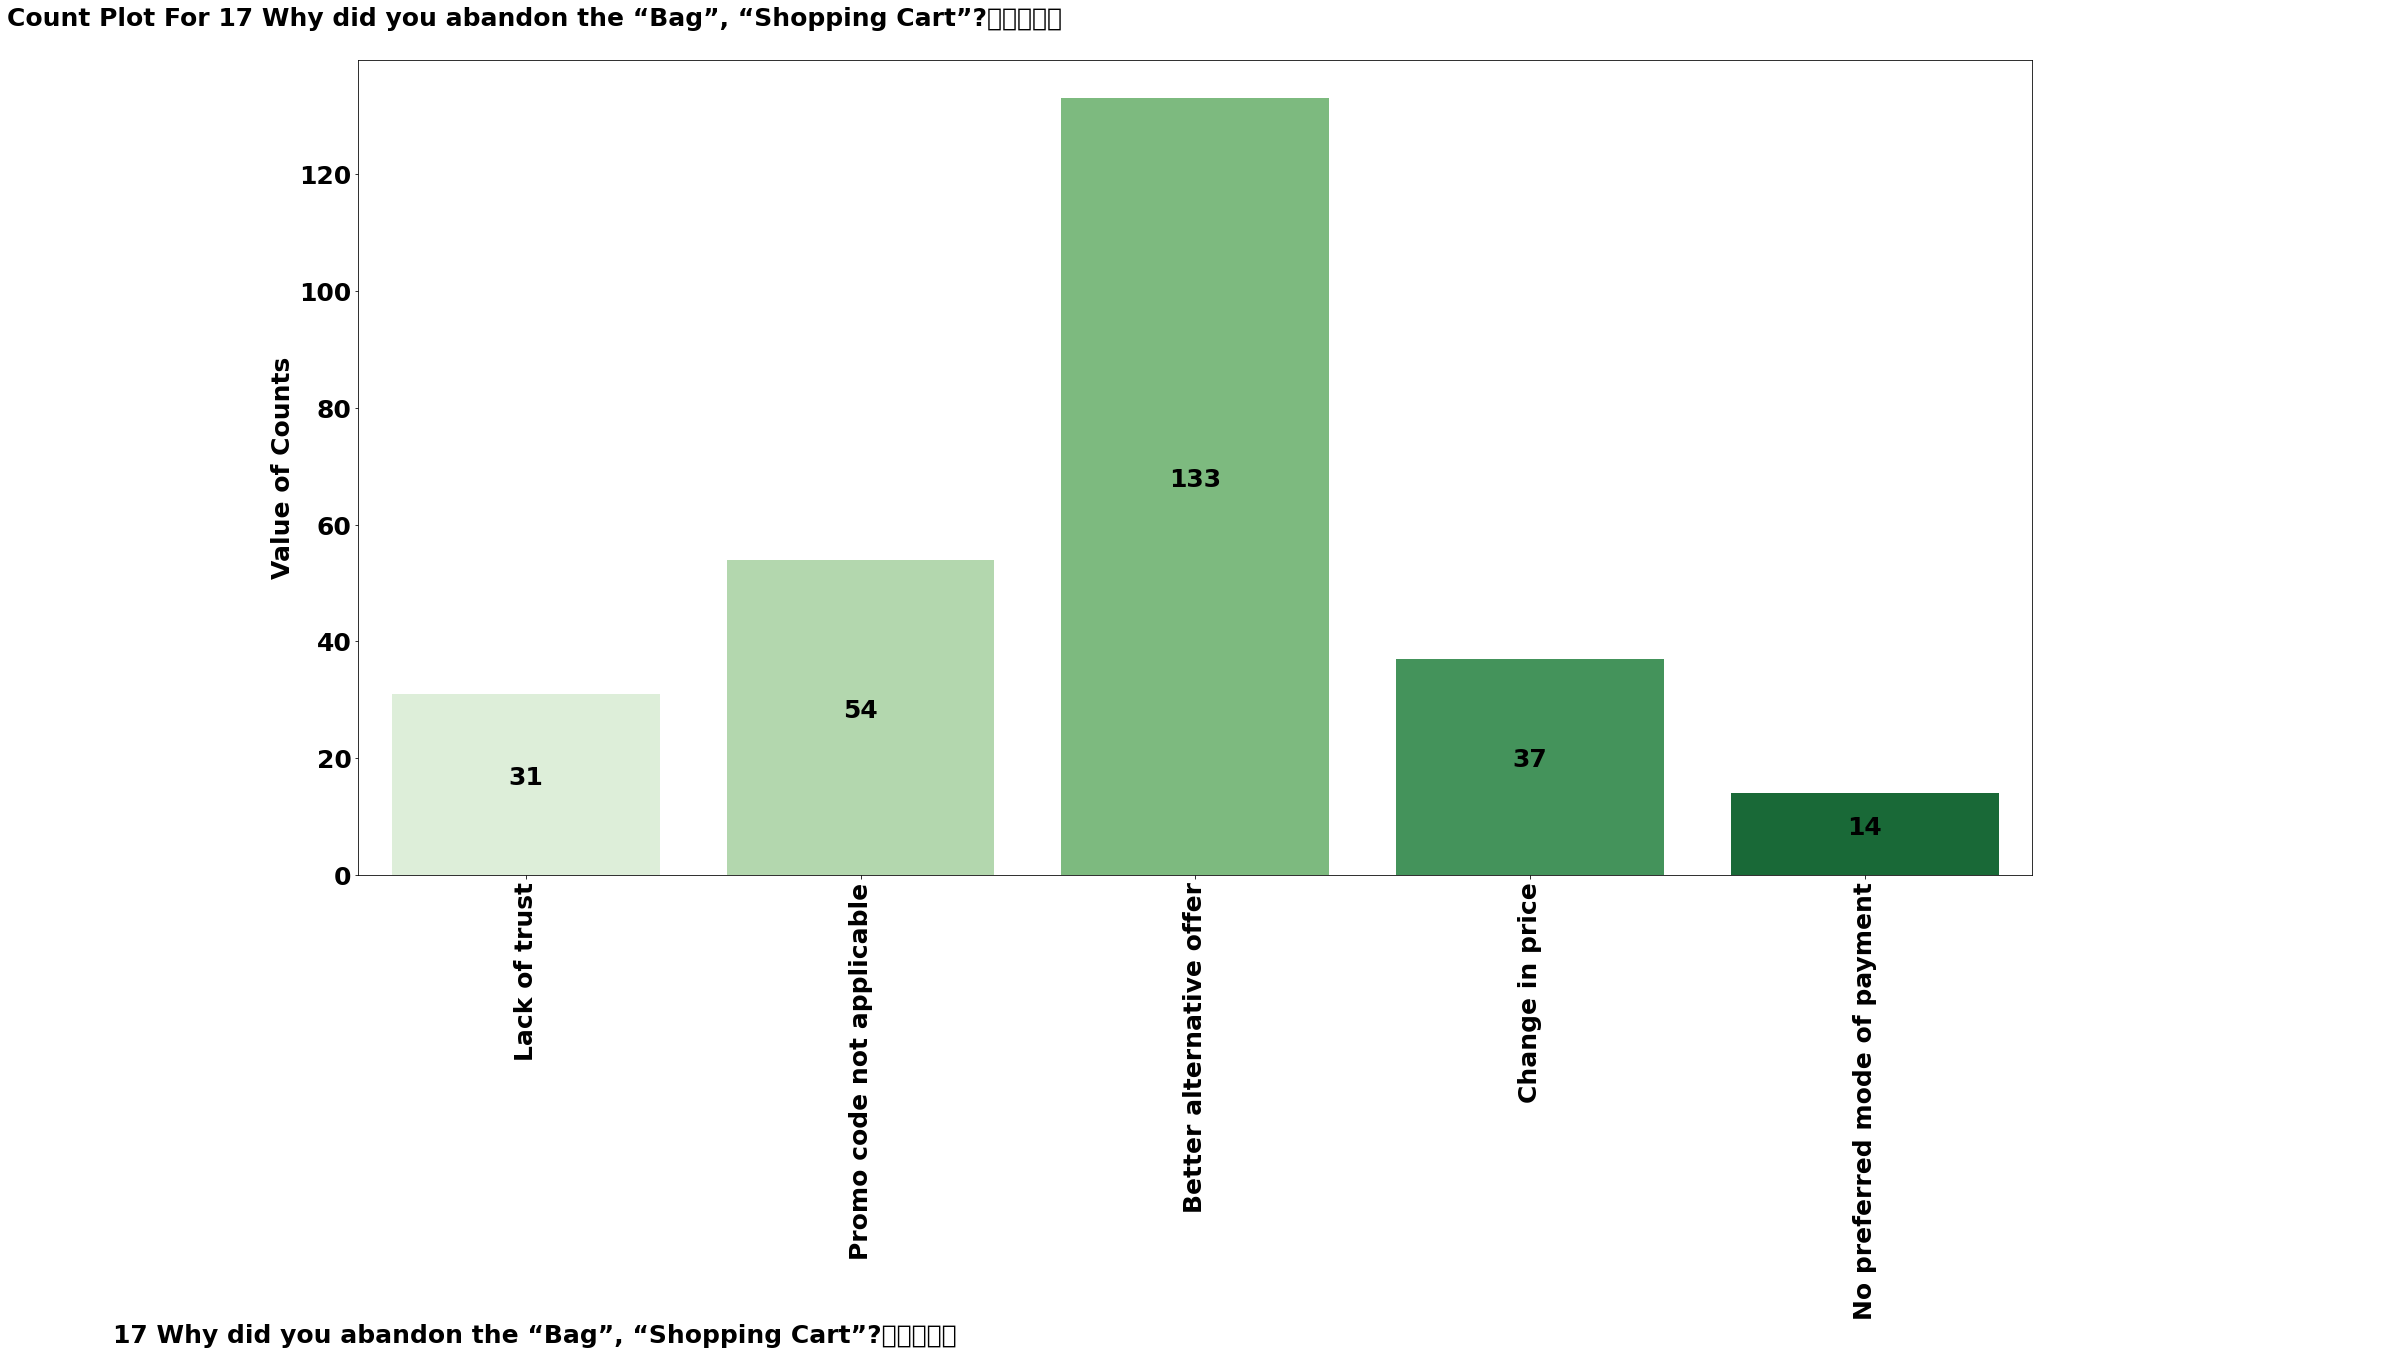 Count Plot For 17 Why did you abandon the “Bag”, “Shopping Cart”?
Value of Counts
120
100
80
60
40
20
0
31
54
133
37
14
Lack of trust
Promo code not applicable
Better alternative offer
Change in price
No preferred mode of payment
17 Why did you abandon the “Bag”, “Shopping Cart”?